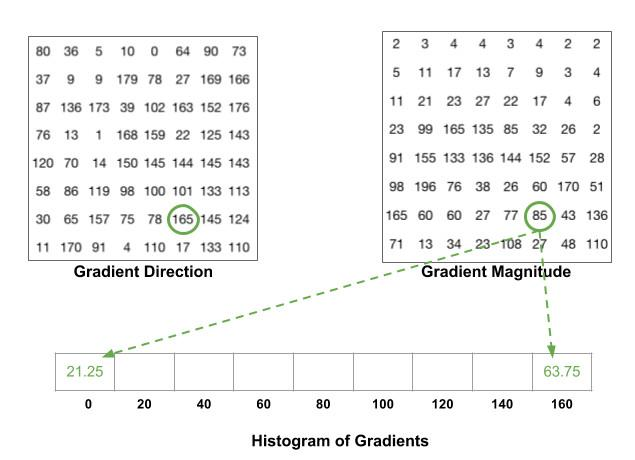 80 36 5 10 0 64 90 73
37 9 9 179 78 27 169 166
87 136 173 39 102 163 152 176
76 13 1 168 159 22 125 143
120 70 14 150 145 144 145 143
58 86 119 98 100 101 133 113
30 65 157 75 78 165 145 124
11 170 91 4 110 17 133 110
Gradient Direction
2 3 4 4 3 4 2 2
5 11 17 13 7 9 3 4
11 21 23 27 22 17 4 6
23 99 165 135 85 32 26 2
91 155 133 136 144 152 57 28
98 196 76 38 26 60 170 51
165 60 60 27 77 85 43 136
71 13 34 23 108 27 48 110
Gradient Magnitude
21.25 63.75
0 20 40 60 80 100 120 140 160
Histogram of Gradients